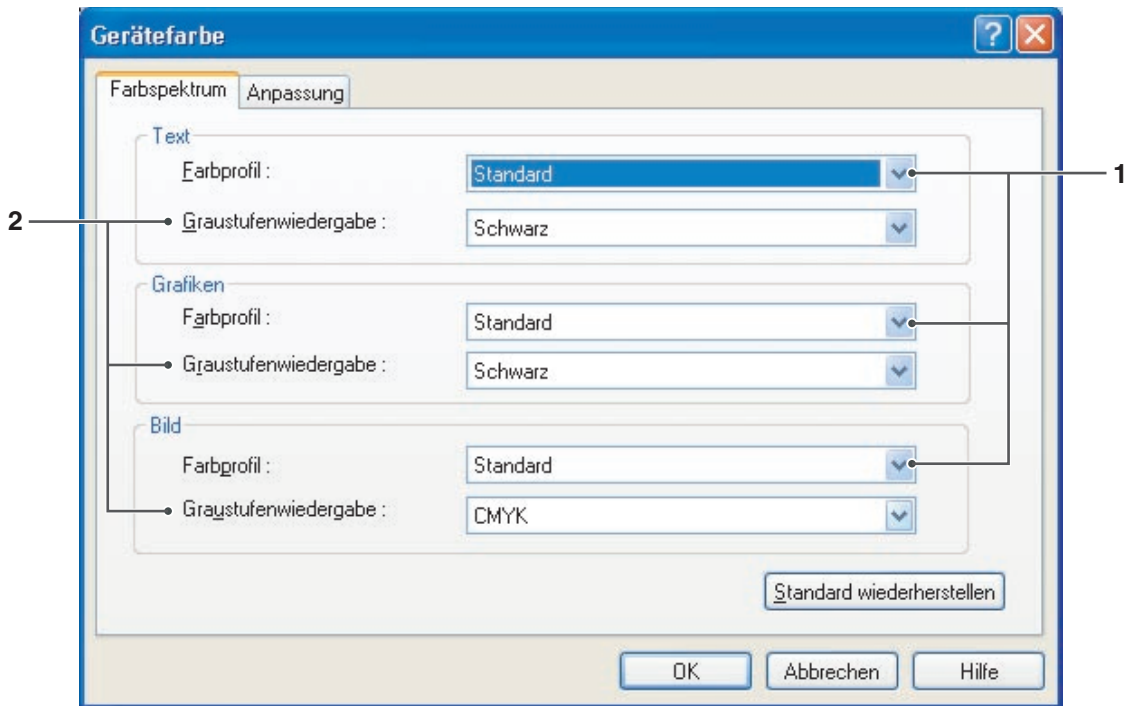 Gerätefarbe
Farbspektrum Anpassung
Text
Farbprofil : Standard
1
2
Graustufenwiedergabe : Schwarz
Grafiken
Farbprofil : Standard
Graustufenwiedergabe : Schwarz
Bild
Farbprofil : Standard
Graustufenwiedergabe : CMYK
Standard wiederherstellen
OK Abbrechen Hilfe